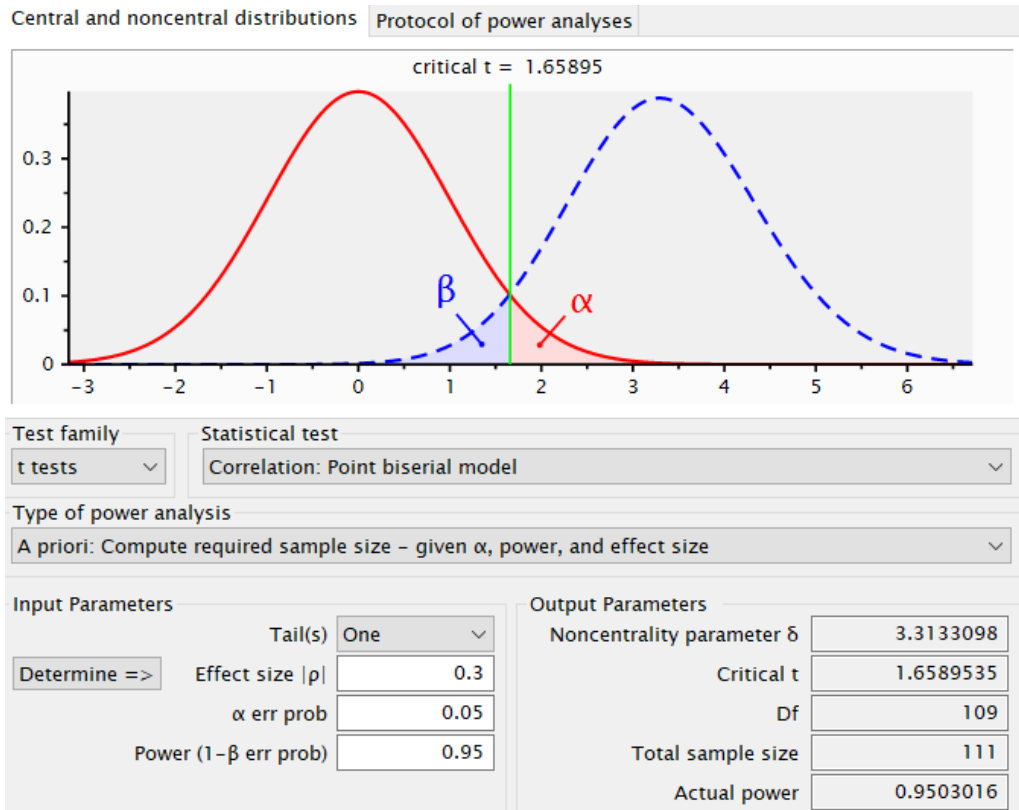 Central and noncentral distributions Protocol of power analyses
critical t = 1.65895
0.3
0.2
0.1
0
β
α
-3 -2 -1 0 1 2 3 4 5 6
Test family Statistical test
t tests Correlation: Point biserial model
Type of power analysis
A priori: Compute required sample size – given α, power, and effect size
Input Parameters Output Parameters
Tail(s) One Noncentrality parameter δ 3.3133098
Determine => Effect size |ρ| 0.3 Critical t 1.6589535
α err prob 0.05 Df 109
Power (1-β err prob) 0.95 Total sample size 111
Actual power 0.9503016